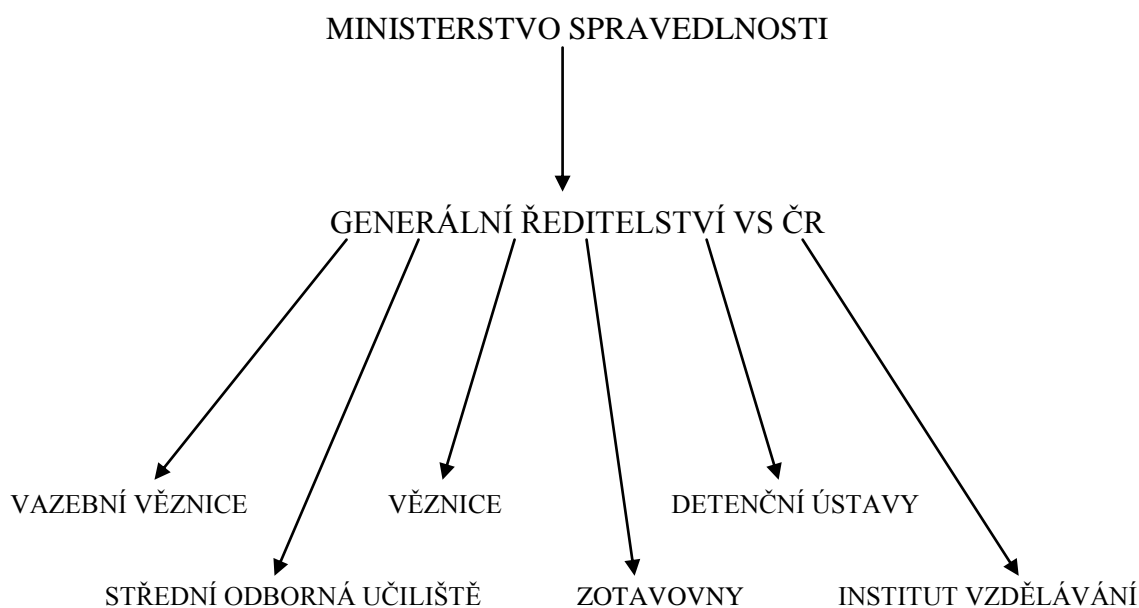 MINISTERSTVO SPRAVEDLNOSTI
GENERÁLNÍ ŘEDITELSTVÍ VS ČR
VAZEBNÍ VĚZNICE VĚZNICE DETENČNÍ ÚSTAVY
STŘEDNÍ ODBORNÁ UČILIŠTĚ ZOTAVOVNY INSTITUT VZDĚLÁVÁNÍ